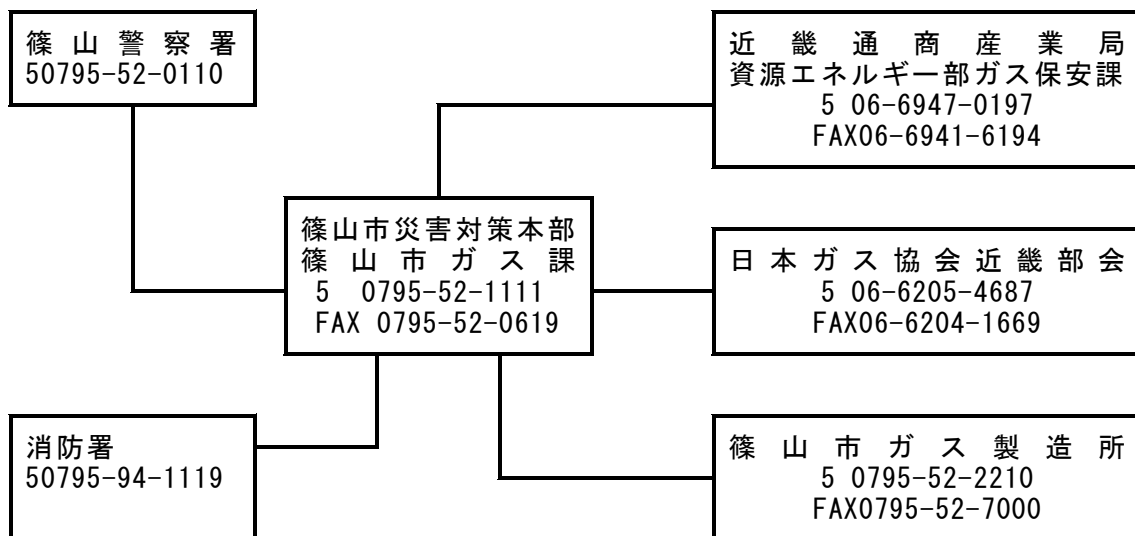 篠山警察署
50795-52-0110
近畿通商産業局
資源エネルギー部ガス保安課
5 06-6947-0197
FAX06-6941-6194
篠山市災害対策本部
篠山市ガス課
5 0795-52-1111
FAX 0795-52-0619
日本ガス協会近畿部会
5 06-6205-4687
FAX06-6204-1669
消防署
50795-94-1119
篠山市ガス製造所
5 0795-52-2210
FAX0795-52-7000